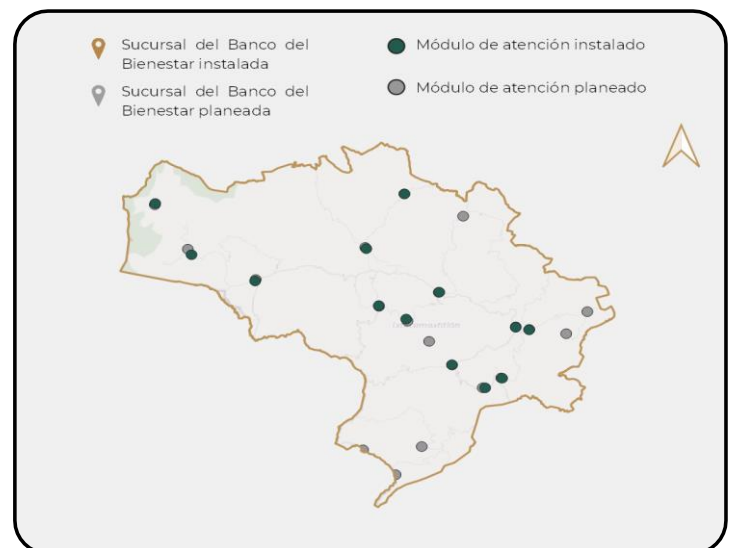 Sucursal del Banco del
Bienestar instalada
Módulo de atención instalado
Sucursal del Banco del
Bienestar planeada
Módulo de atención planeado